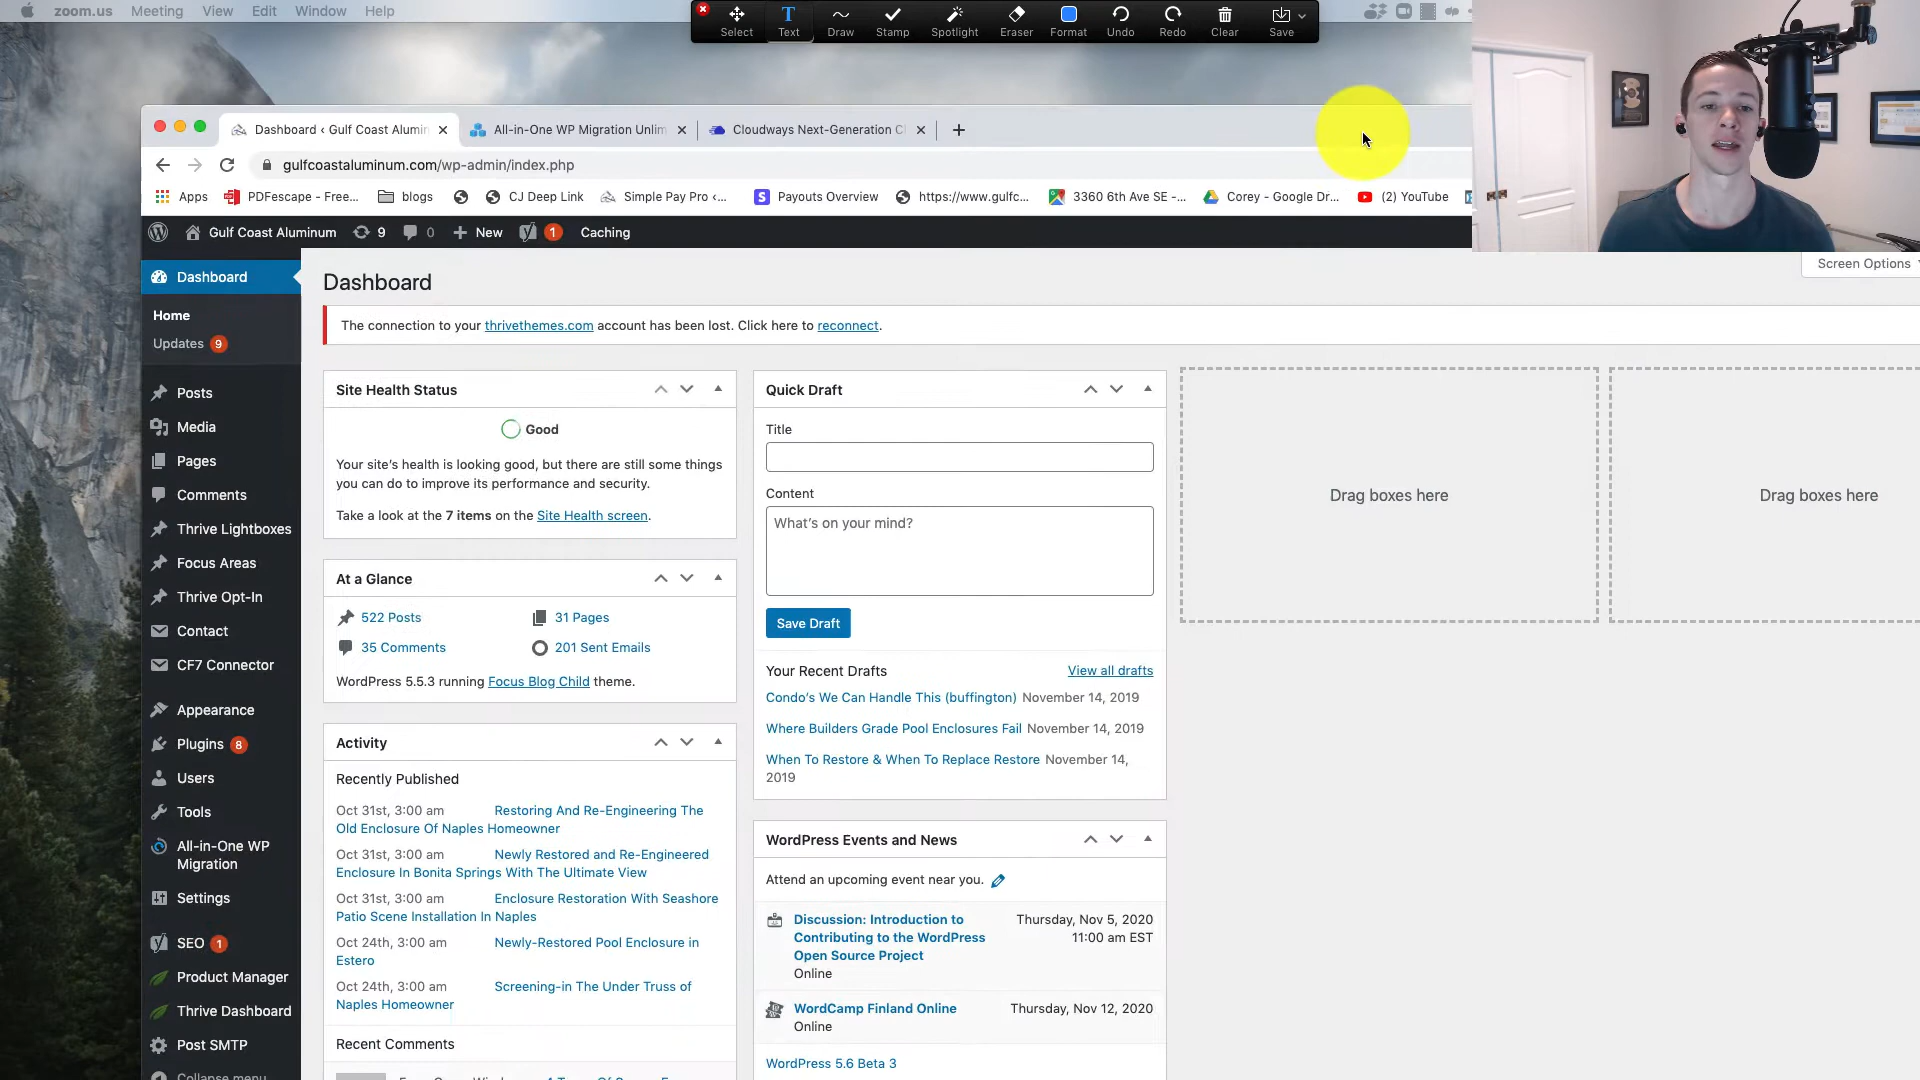 zoom.us Meeting View Edit Window Help
Select Text Draw Stamp Spotlight Eraser Format Undo Redo Clear Save
Dashboard ‹ Gulf Coast Alumin
All-in-One WP Migration Unlim
Cloudways Next-Generation C
gulfcoastaluminum.com/wp-admin/index.php
Apps PDFescape - Free... blogs CJ Deep Link Simple Pay Pro ‹... Payouts Overview https://www.gulfc... 3360 6th Ave SE -... Corey - Google Dr... (2) YouTube
Gulf Coast Aluminum 9 0 New 1 Caching
Screen Options
Dashboard
Home
Updates 9
Posts
Media
Pages
Comments
Thrive Lightboxes
Focus Areas
Thrive Opt-In
Contact
CF7 Connector
Appearance
Plugins 8
Users
Tools
All-in-One WP
Migration
Settings
SEO 1
Product Manager
Thrive Dashboard
Post SMTP
Collapse menu
Dashboard
The connection to your thrivethemes.com account has been lost. Click here to reconnect.
Site Health Status
Good
Your site's health is looking good, but there are still some things
you can do to improve its performance and security.
Take a look at the 7 items on the Site Health screen.
At a Glance
522 Posts
31 Pages
35 Comments
201 Sent Emails
WordPress 5.5.3 running Focus Blog Child theme.
Activity
Recently Published
Oct 31st, 3:00 am Restoring And Re-Engineering The
Old Enclosure Of Naples Homeowner
Oct 31st, 3:00 am Newly Restored and Re-Engineered
Enclosure In Bonita Springs With The Ultimate View
Oct 31st, 3:00 am Enclosure Restoration With Seashore
Patio Scene Installation In Naples
Oct 24th, 3:00 am Newly-Restored Pool Enclosure in
Estero
Oct 24th, 3:00 am Screening-in The Under Truss of
Naples Homeowner
Recent Comments
Quick Draft
Title
Content
What's on your mind?
Save Draft
Your Recent Drafts View all drafts
Condo's We Can Handle This (buffington) November 14, 2019
Where Builders Grade Pool Enclosures Fail November 14, 2019
When To Restore & When To Replace Restore November 14,
2019
WordPress Events and News
Attend an upcoming event near you.
Discussion: Introduction to Thursday, Nov 5, 2020
Contributing to the WordPress 11:00 am EST
Open Source Project
Online
WordCamp Finland Online Thursday, Nov 12, 2020
Online
WordPress 5.6 Beta 3
Drag boxes here
Drag boxes here